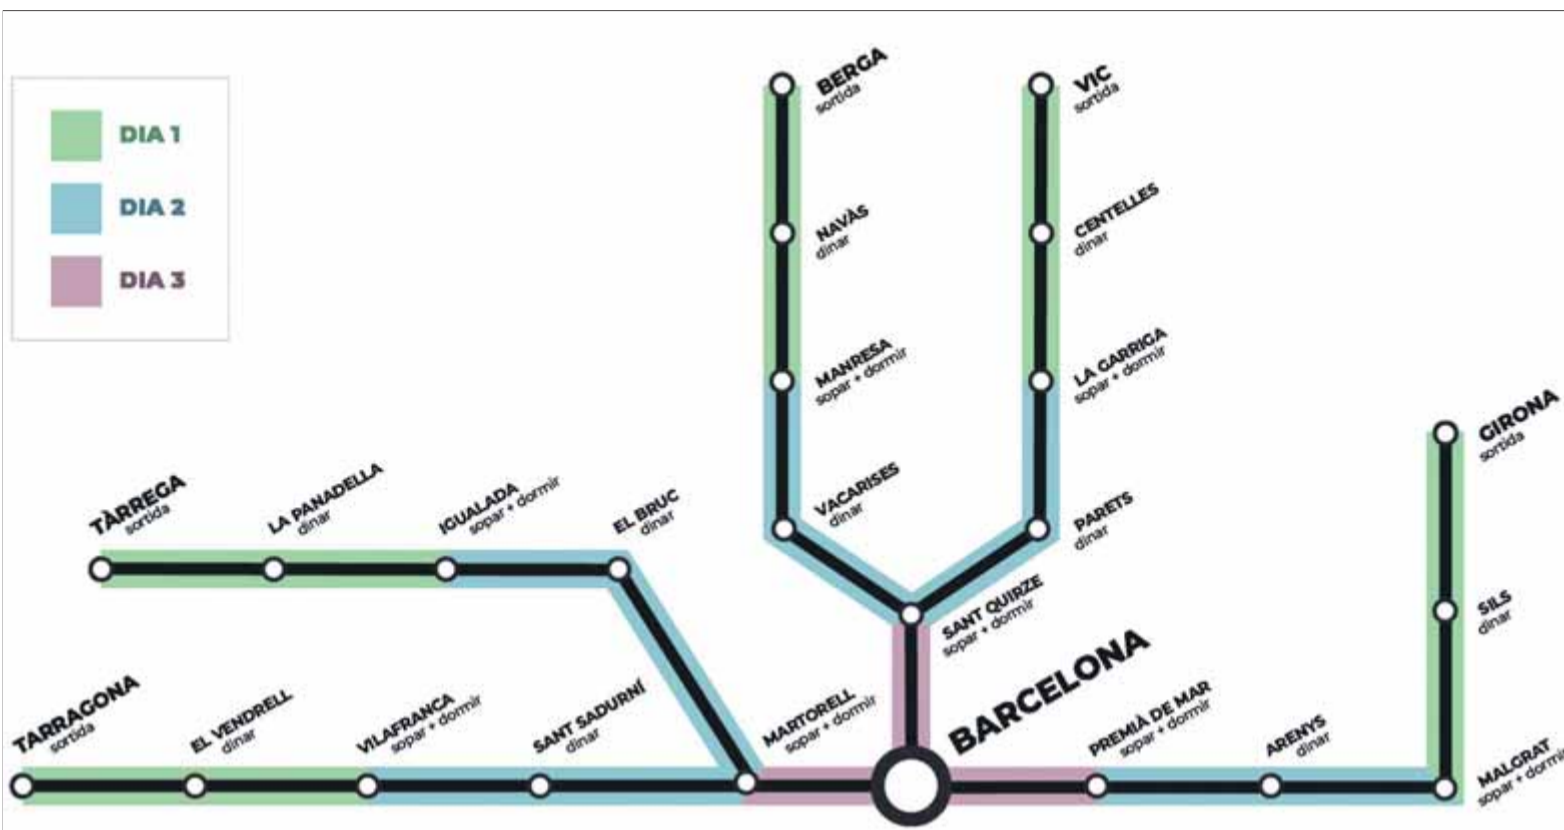 DIA 1
DIA 2
DIA 3
BERGA
sortida
NAVÀS
dinar
MANRESA
sopar + dormir
VACARISES
dinar
VIC
sortida
CENTELLES
dinar
LA GARRIGA
sopar + dormir
PARETS
dinar
SANT QUIRZE
sopar + dormir
GIRONA
sortida
SILS
dinar
MALGRAT
sopar + dormir
ARENYS
dinar
PREMIÀ DE MAR
sopar + dormir
TÀRREGA
sortida
LA PANADELLA
dinar
IGUALADA
sopar + dormir
EL BRUC
dinar
TARRAGONA
sortida
EL VENDRELL
dinar
VILAFRANCA
sopar + dormir
SANT SADURNÍ
dinar
MARTORELL
sopar + dormir
BARCELONA